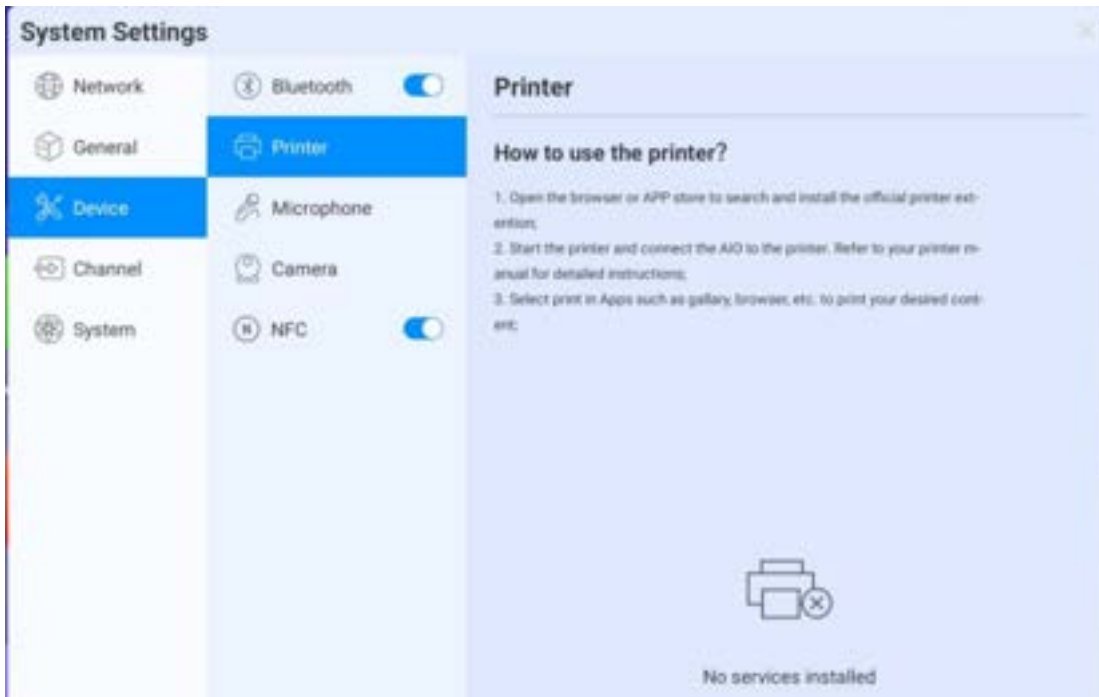 System Settings
Network
General
Device
Channel
System
Bluetooth
Printer
Microphone
Camera
NFC
Printer
How to use the printer?
1. Open the browser or APP store to search and install the official printer ext-
ention;
2. Start the printer and connect the AIO to the printer. Refer to your printer m-
anual for detailed instructions;
3. Select print in Apps such as gallary, browser, etc. to print your desired cont-
ent;
No services installed